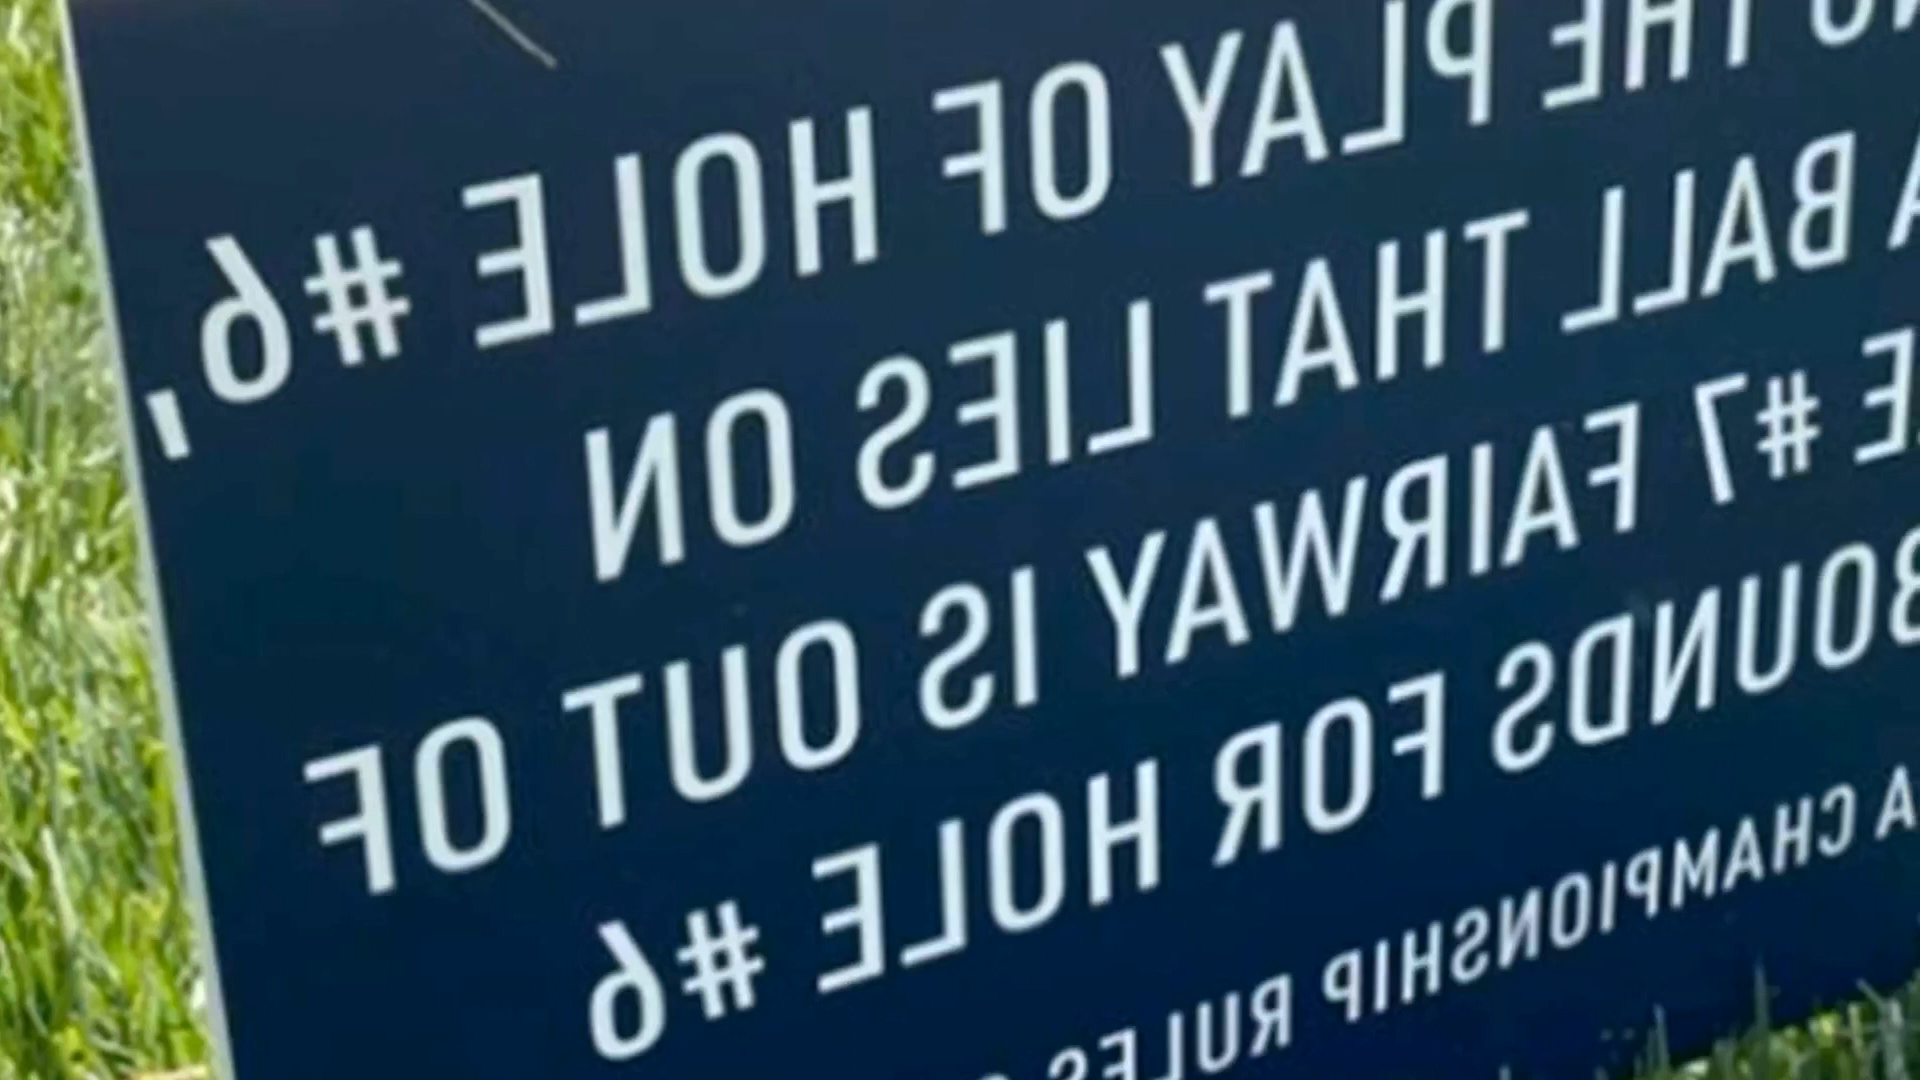 THE PLAY OF HOLE #6,
A BALL THAT LIES ON
#7 FAIRWAY IS OUT OF
BOUNDS FOR HOLE #6
A CHAMPIONSHIP RULES